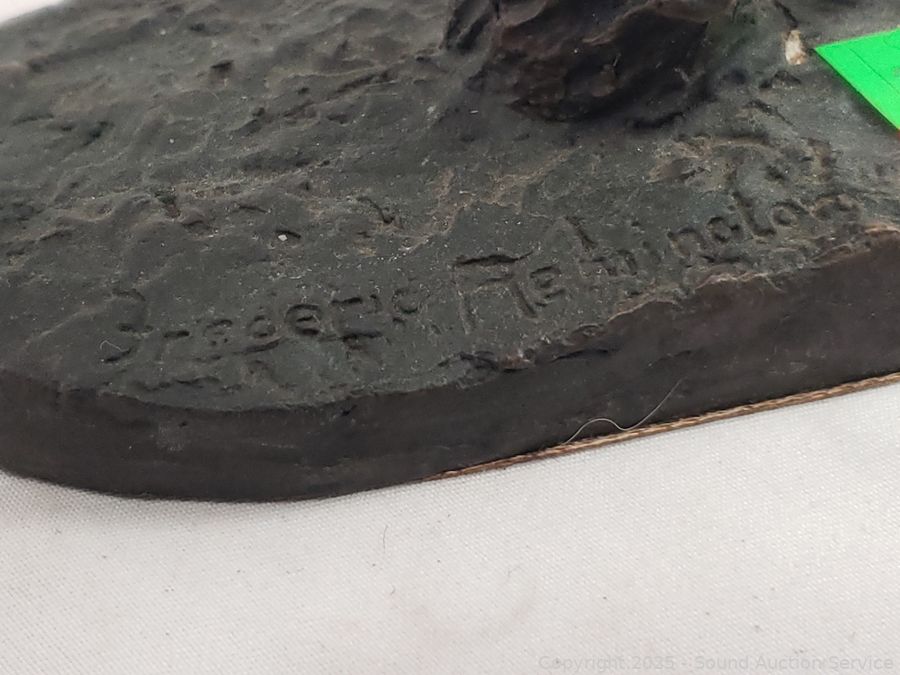 Frederic Remington
Copyright 2025 - Sound Auction Service